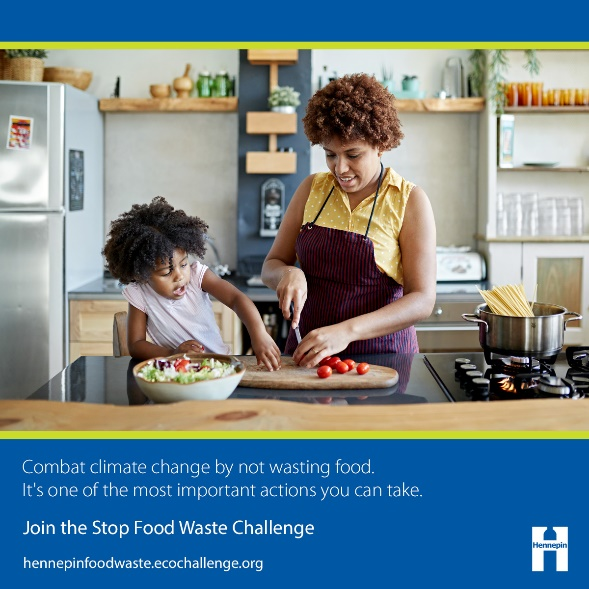 Combat climate change by not wasting food.
It's one of the most important actions you can take.
Join the Stop Food Waste Challenge
hennepinfoodwaste.ecochallenge.org
Hennepin